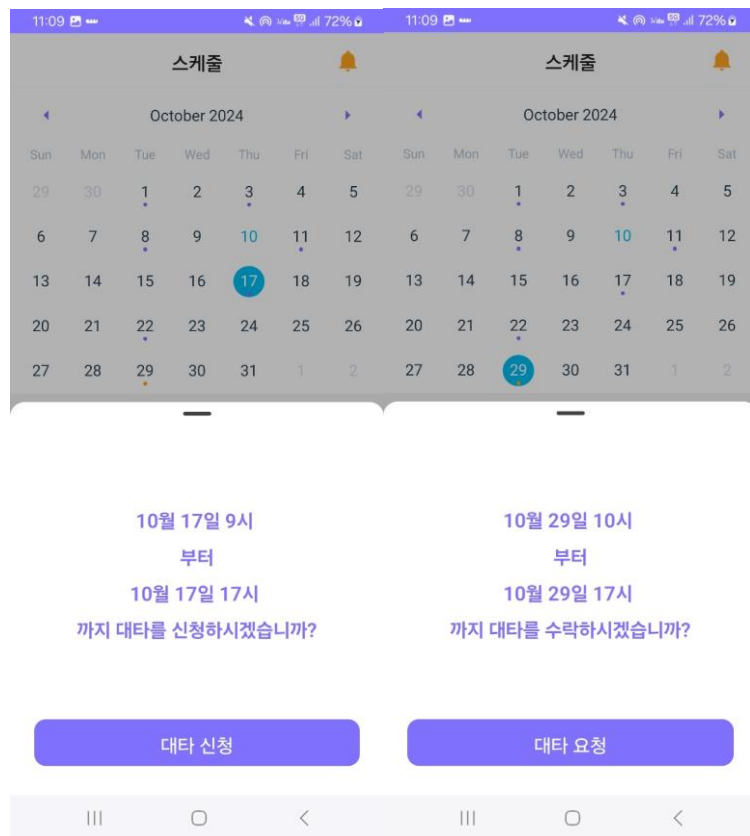 11:09
72%
스케줄
October 2024
Sun Mon Tue Wed Thu Fri Sat
29 30 1 2 3 4 5
6 7 8 9 10 11 12
13 14 15 16 17 18 19
20 21 22 23 24 25 26
27 28 29 30 31 1 2
10월 17일 9시
부터
10월 17일 17시
까지 대타를 신청하시겠습니까?
대타 신청
11:09
72%
스케줄
October 2024
Sun Mon Tue Wed Thu Fri Sat
29 30 1 2 3 4 5
6 7 8 9 10 11 12
13 14 15 16 17 18 19
20 21 22 23 24 25 26
27 28 29 30 31 1 2
10월 29일 10시
부터
10월 29일 17시
까지 대타를 수락하시겠습니까?
대타 요청